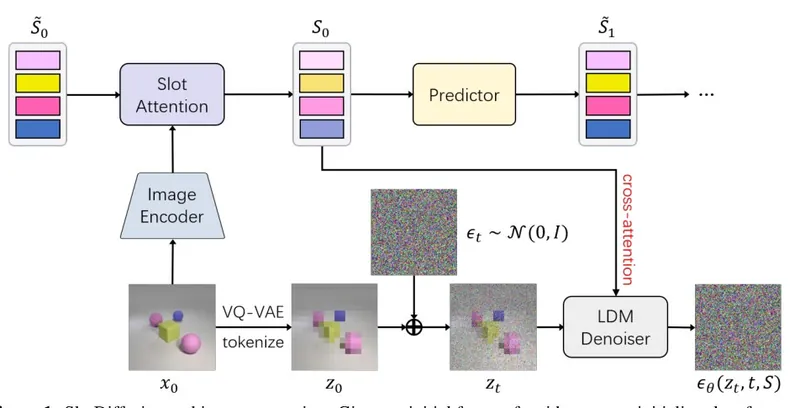 S̃₀
S₀
S̃₁
Slot
Attention
Predictor
...
Image
Encoder
cross-attention
ϵₜ ~ 𝒩(0, I)
VQ-VAE
tokenize
LDM
Denoiser
x₀
z₀
zₜ
ϵ_θ(zₜ, t, S)